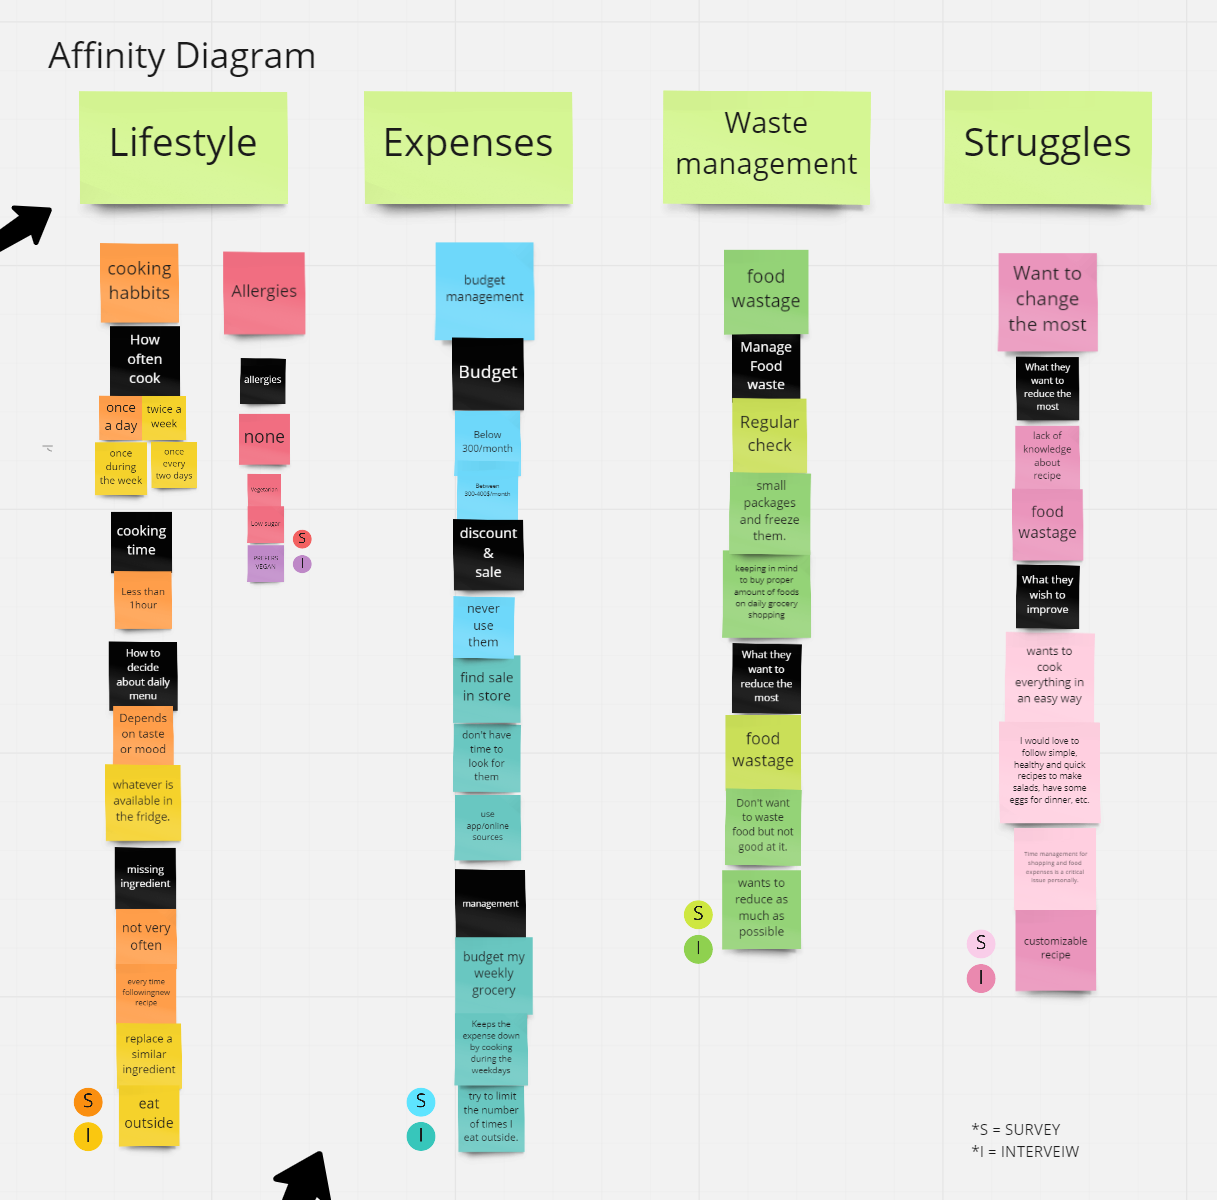 Affinity Diagram
Lifestyle
cooking
habbits
How
often
cook
once
a day
twice a
week
once
during
the week
once
every
two days
cooking
time
Less than
1hour
How to
decide
about daily
menu
Depends
on taste
or mood
whatever is
available in
the fridge.
missing
ingredient
not very
often
every time
followingnew
recipe
replace a
similar
ingredient
eat
outside
S
I
Allergies
allergies
none
Vegetarian
Low sugar
PREFERS
VEGAN
S
I
Expenses
budget
management
Budget
Below
300/month
Between
300-400$/month
discount
&
sale
never
use
them
find sale
in store
don't have
time to
look for
them
use
app/online
sources
management
budget my
weekly
grocery
Keeps the
expense down
by cooking
during the
weekdays
try to limit
the number
of times I
eat outside.
S
I
Waste
management
food
wastage
Manage
Food
waste
Regular
check
small
packages
and freeze
them.
keeping in mind
to buy proper
amount of foods
on daily grocery
shopping
What they
want to
reduce the
most
food
wastage
Don't want
to waste
food but not
good at it.
wants to
reduce as
much as
possible
S
I
Struggles
Want to
change
the most
What they
want to
reduce the
most
lack of
knowledge
about
recipe
food
wastage
What they
wish to
improve
wants to
cook
everything in
an easy way
I would love to
follow simple,
healthy and quick
recipes to make
salads, have some
eggs for dinner, etc.
Time management for
shopping and food
expenses is a critical
issue personally.
customizable
recipe
S
I
*S = SURVEY
*I = INTERVEIW